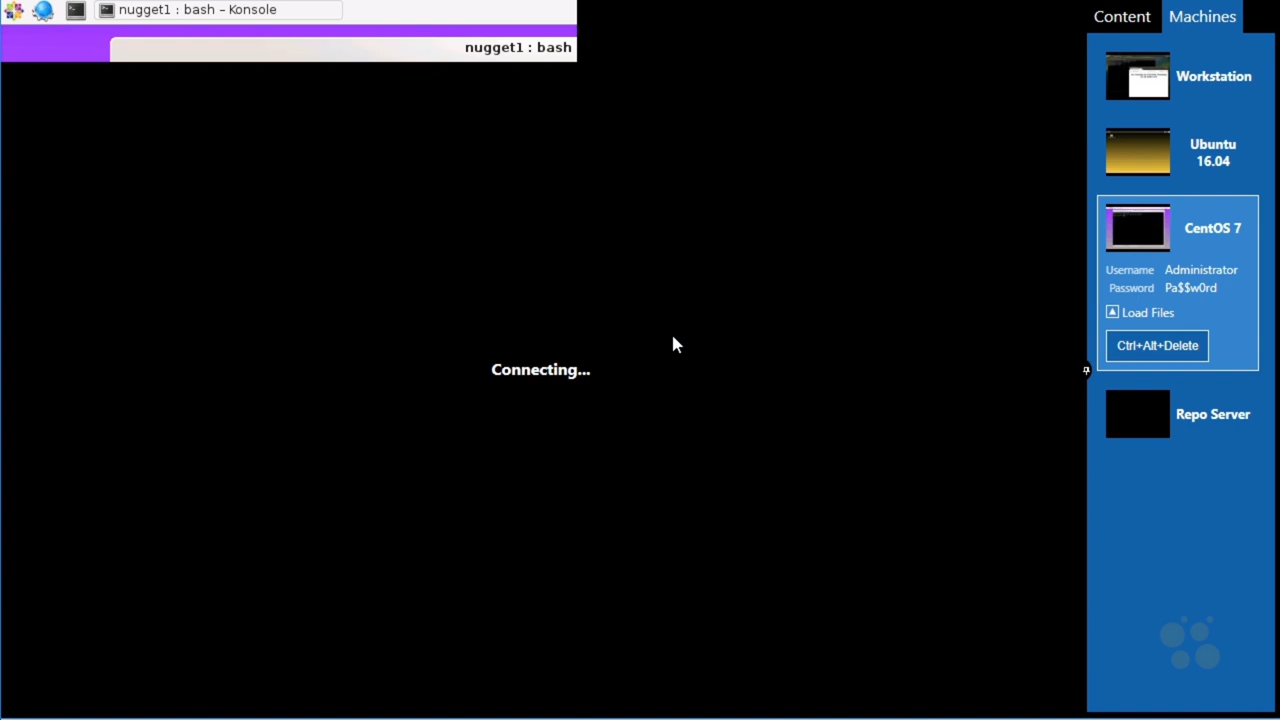 nugget1 : bash – Konsole
nugget1 : bash
Connecting...
Content Machines
Workstation
Ubuntu
16.04
CentOS 7
Username Administrator
Password Pa$$w0rd
Load Files
Ctrl+Alt+Delete
Repo Server